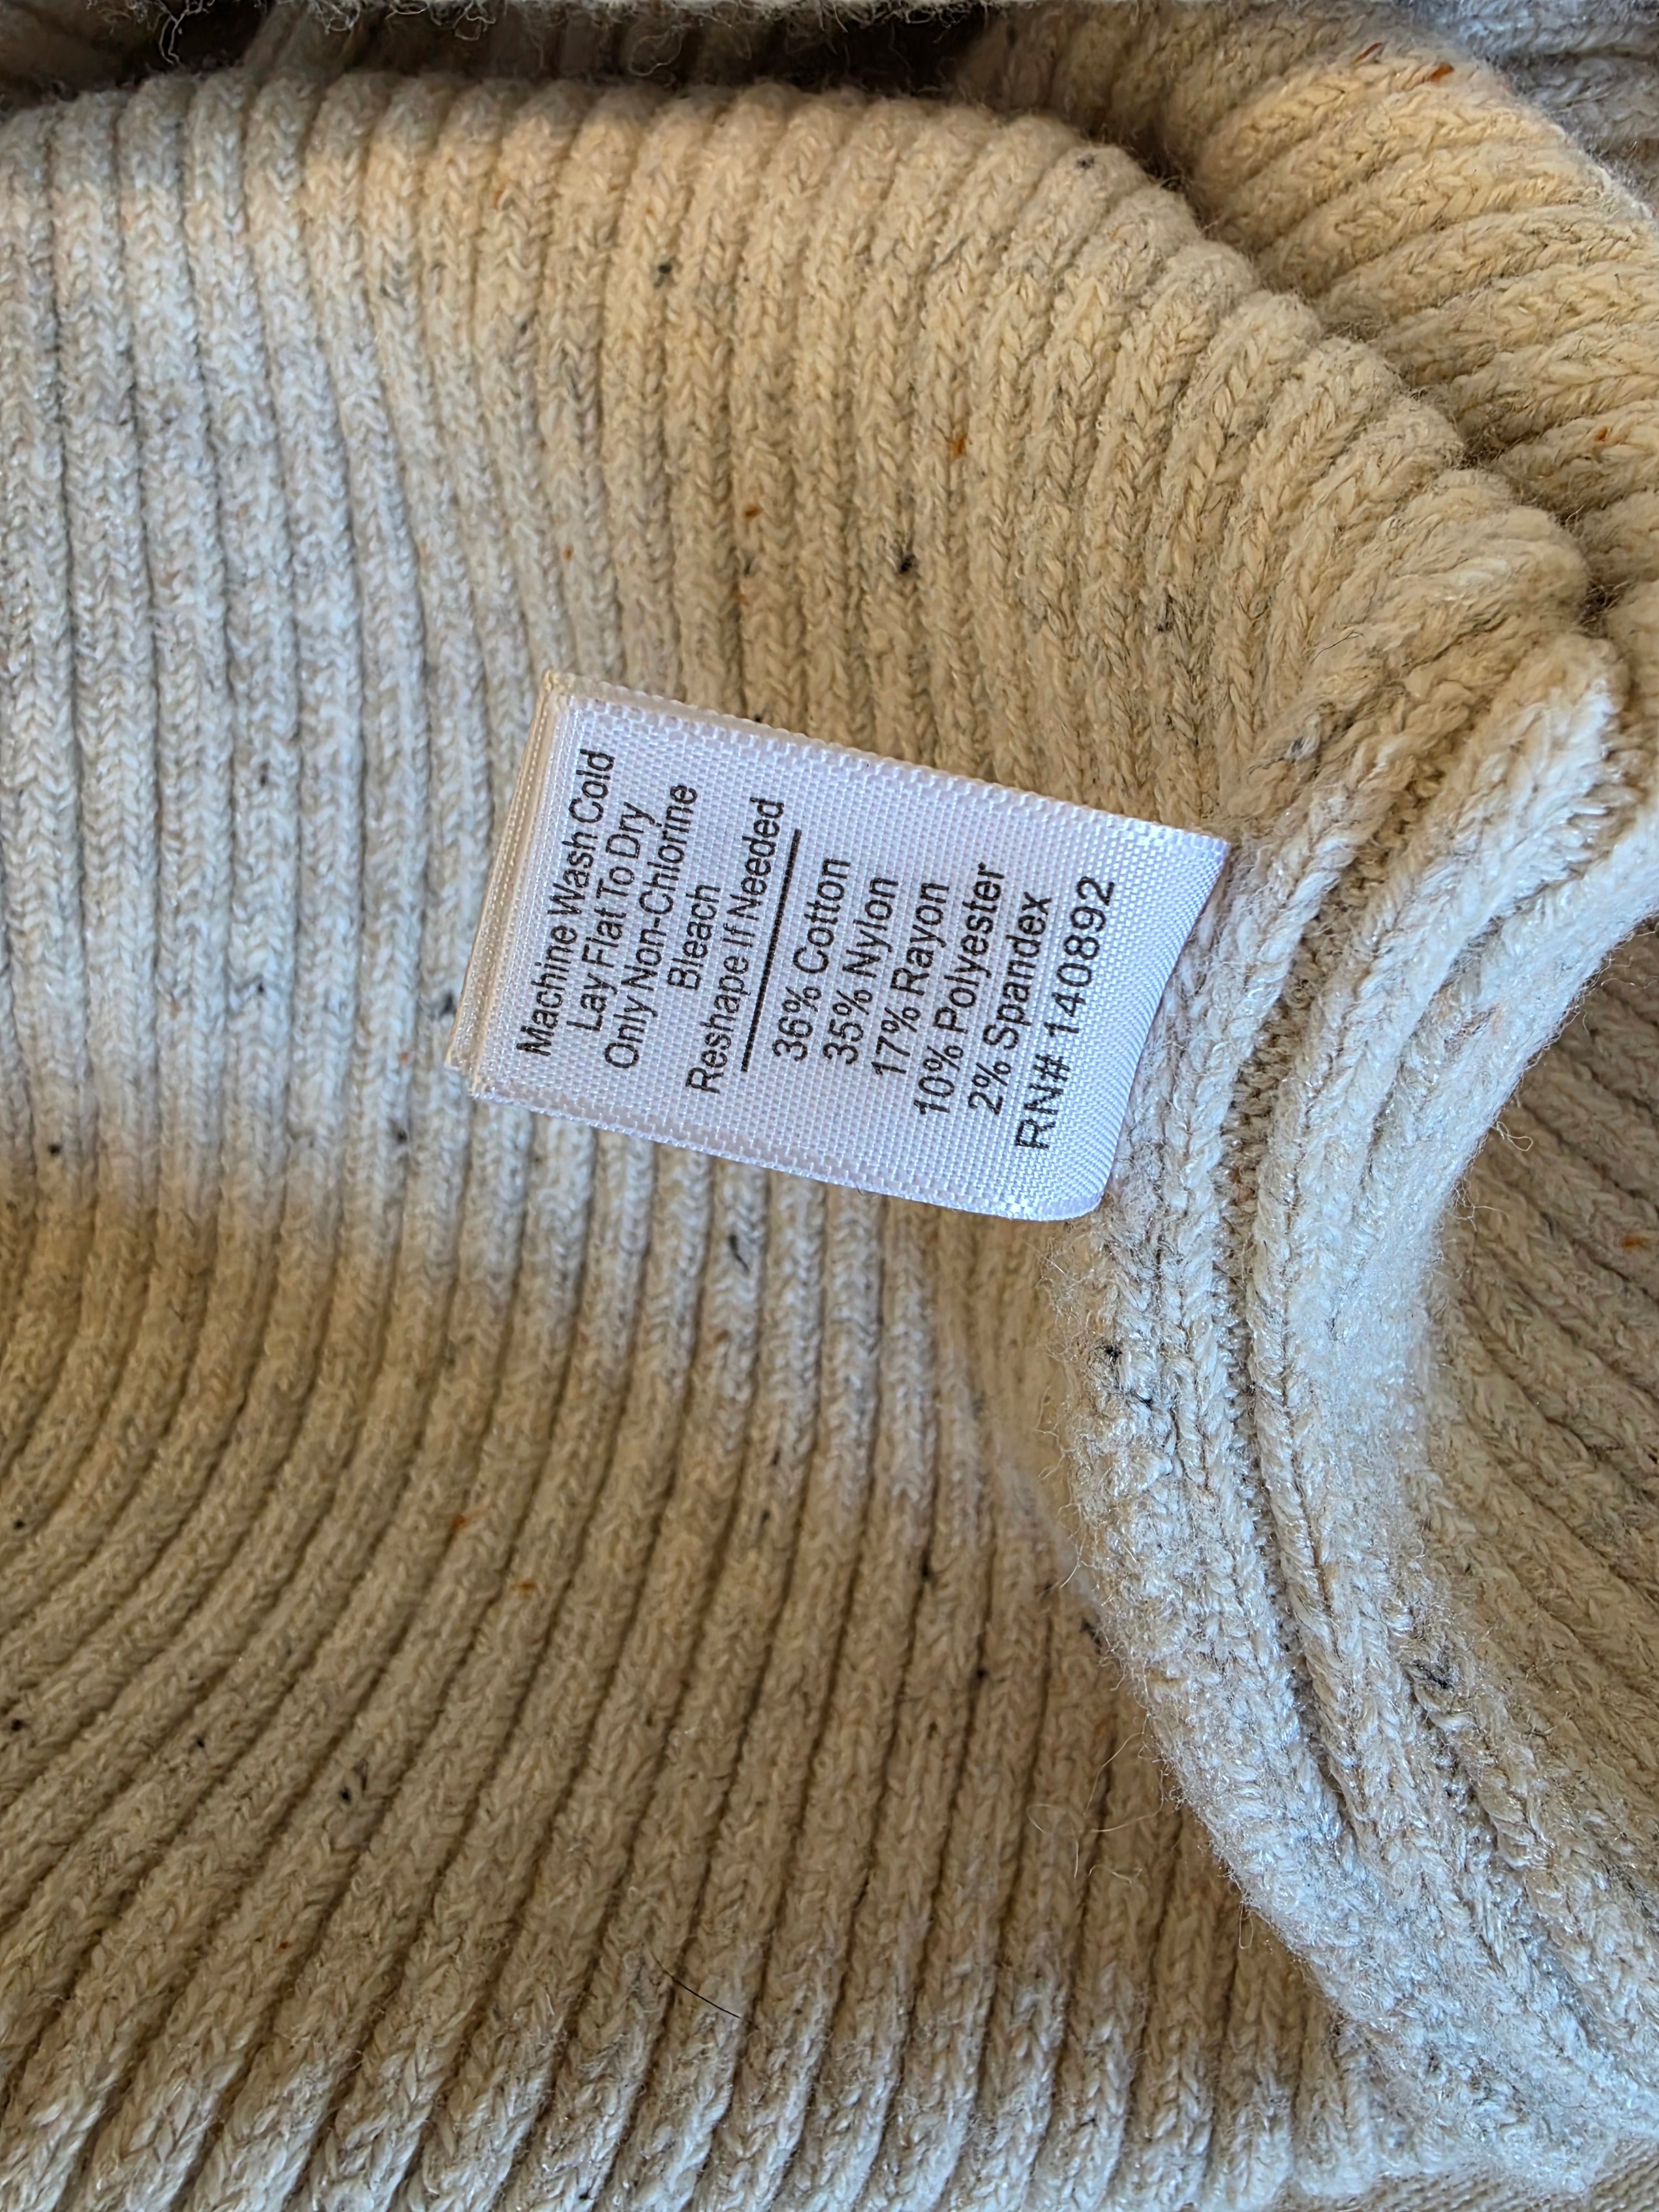 Machine Wash Cold
Lay Flat To Dry
Only Non-Chlorine
Bleach
Reshape If Needed
36% Cotton
35% Nylon
17% Rayon
10% Polyester
2% Spandex
RN# 140892